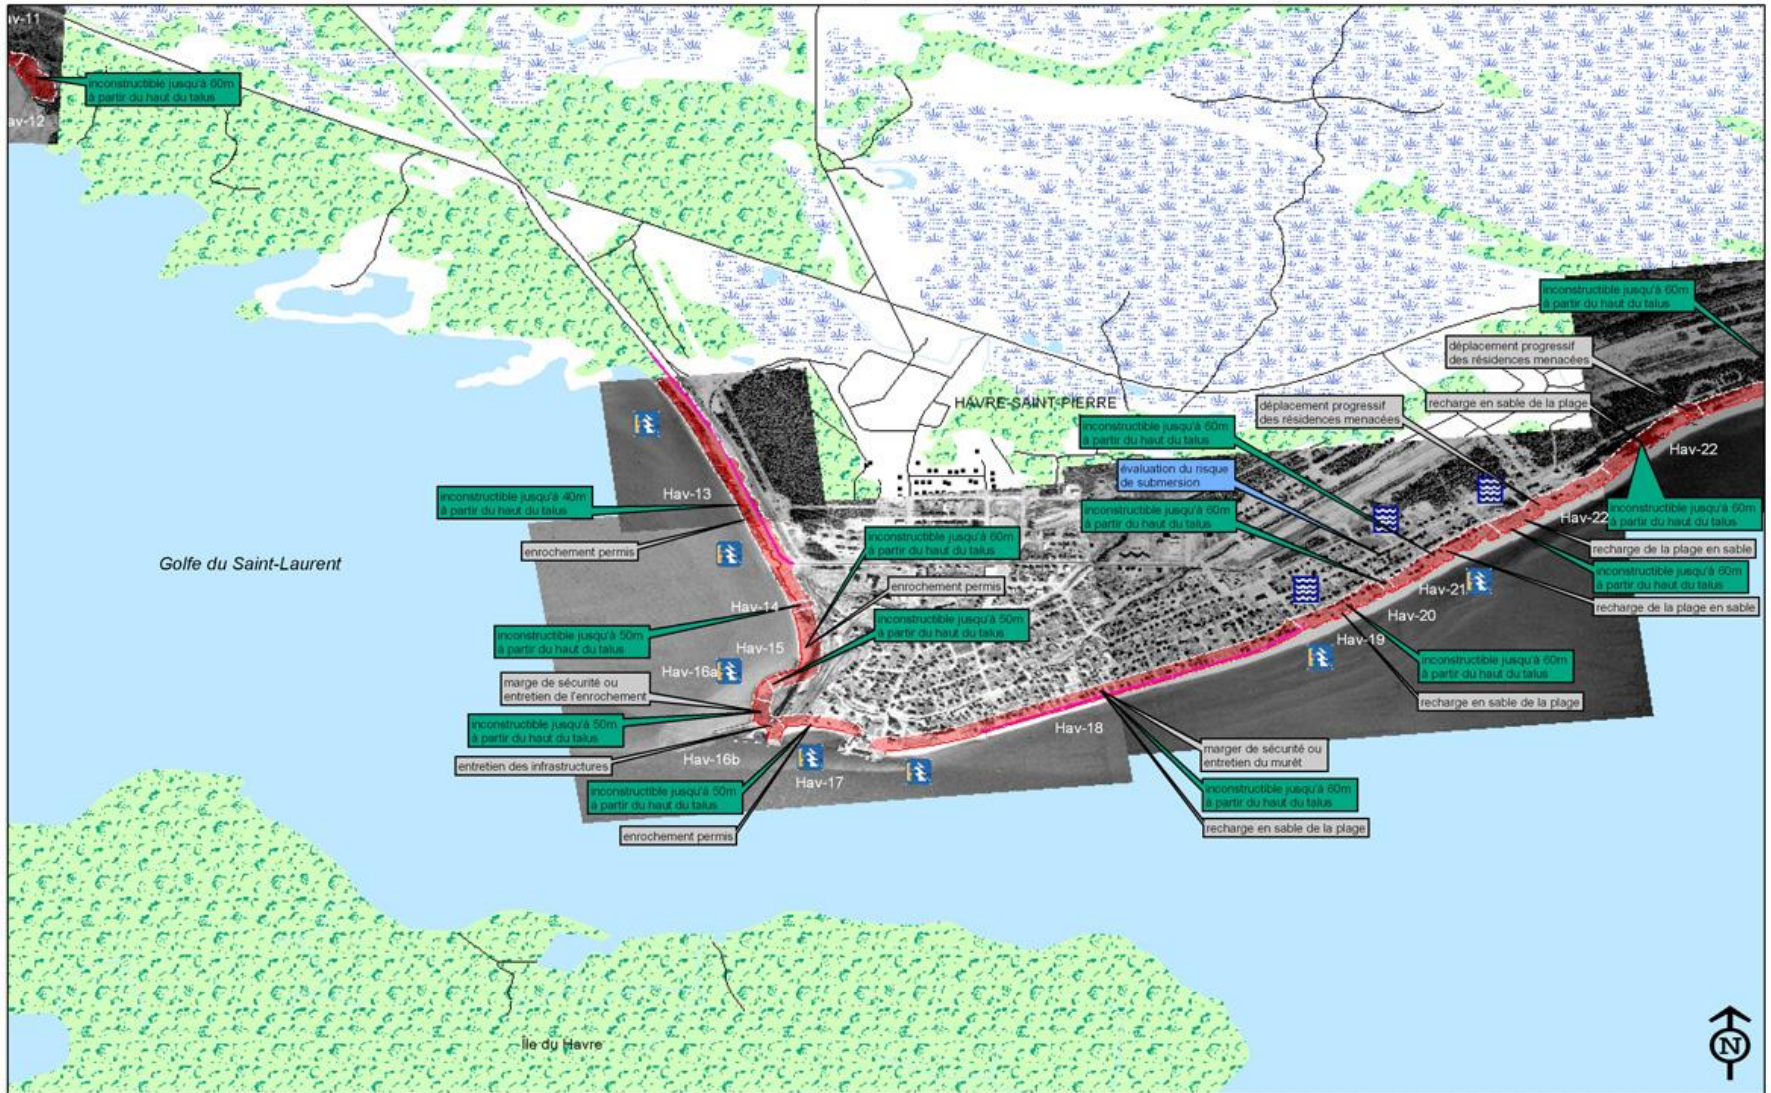 av-11
inconstructible jusqu'à 60m
à partir du haut du talus
av-12
inconstructible jusqu'à 60m
à partir du haut du talus
déplacement progressif
des résidences menacées
HAVRE-SAINT-PIERRE
déplacement progressif
des résidences menacées
recharge en sable de la plage
inconstructible jusqu'à 60m
à partir du haut du talus
Hav-22
évaluation du risque
de submersion
Hav-13
inconstructible jusqu'à 40m
à partir du haut du talus
inconstructible jusqu'à 60m
à partir du haut du talus
Hav-22
inconstructible jusqu'à 60m
à partir du haut du talus
enrochement permis
inconstructible jusqu'à 60m
à partir du haut du talus
recharge de la plage en sable
Golfe du Saint-Laurent
inconstructible jusqu'à 60m
à partir du haut du talus
enrochement permis
Hav-21
Hav-14
recharge de la plage en sable
Hav-20
inconstructible jusqu'à 50m
à partir du haut du talus
inconstructible jusqu'à 50m
à partir du haut du talus
Hav-15
Hav-19
Hav-16a
inconstructible jusqu'à 60m
à partir du haut du talus
marge de sécurité ou
entretien de l'enrochement
recharge en sable de la plage
inconstructible jusqu'à 50m
à partir du haut du talus
Hav-18
entretien des infrastructures
Hav-16b
marger de sécurité ou
entretien du murêt
Hav-17
inconstructible jusqu'à 50m
à partir du haut du talus
inconstructible jusqu'à 60m
à partir du haut du talus
enrochement permis
recharge en sable de la plage
Île du Havre
N